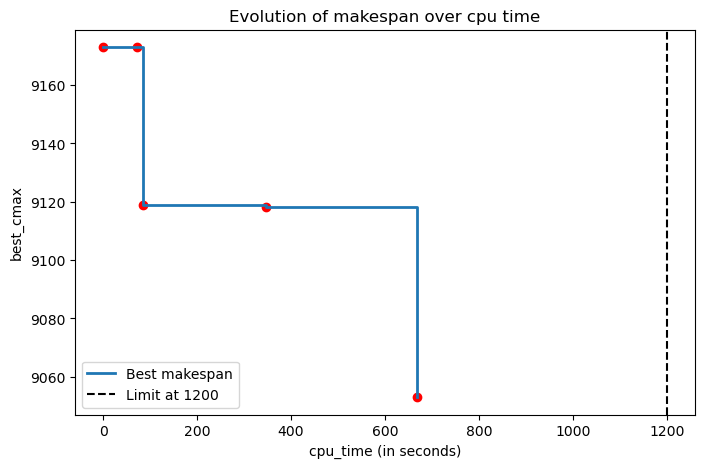 Evolution of makespan over cpu time
best_cmax
9160
9140
9120
9100
9080
9060
Best makespan
Limit at 1200
0
200
400
600
800
1000
1200
cpu_time (in seconds)